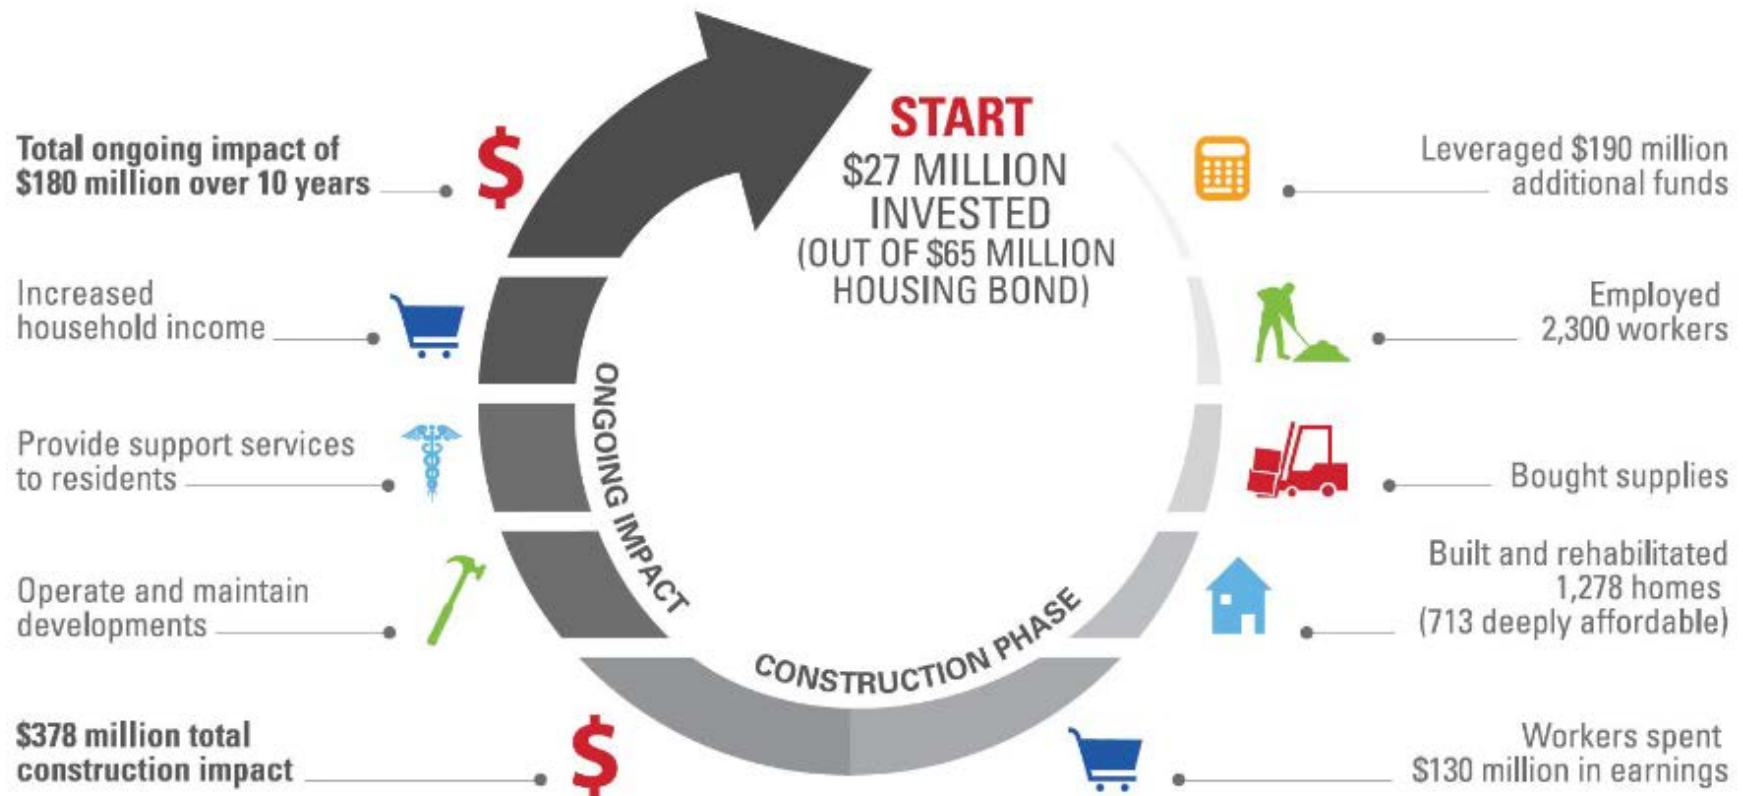 START
$27 MILLION
INVESTED
(OUT OF $65 MILLION
HOUSING BOND)
Leveraged $190 million
additional funds
Employed
2,300 workers
Bought supplies
Built and rehabilitated
1,278 homes
(713 deeply affordable)
Workers spent
$130 million in earnings
CONSTRUCTION PHASE
$
$378 million total
construction impact
Operate and maintain
developments
Provide support services
to residents
Increased
household income
ONGOING IMPACT
$
Total ongoing impact of
$180 million over 10 years